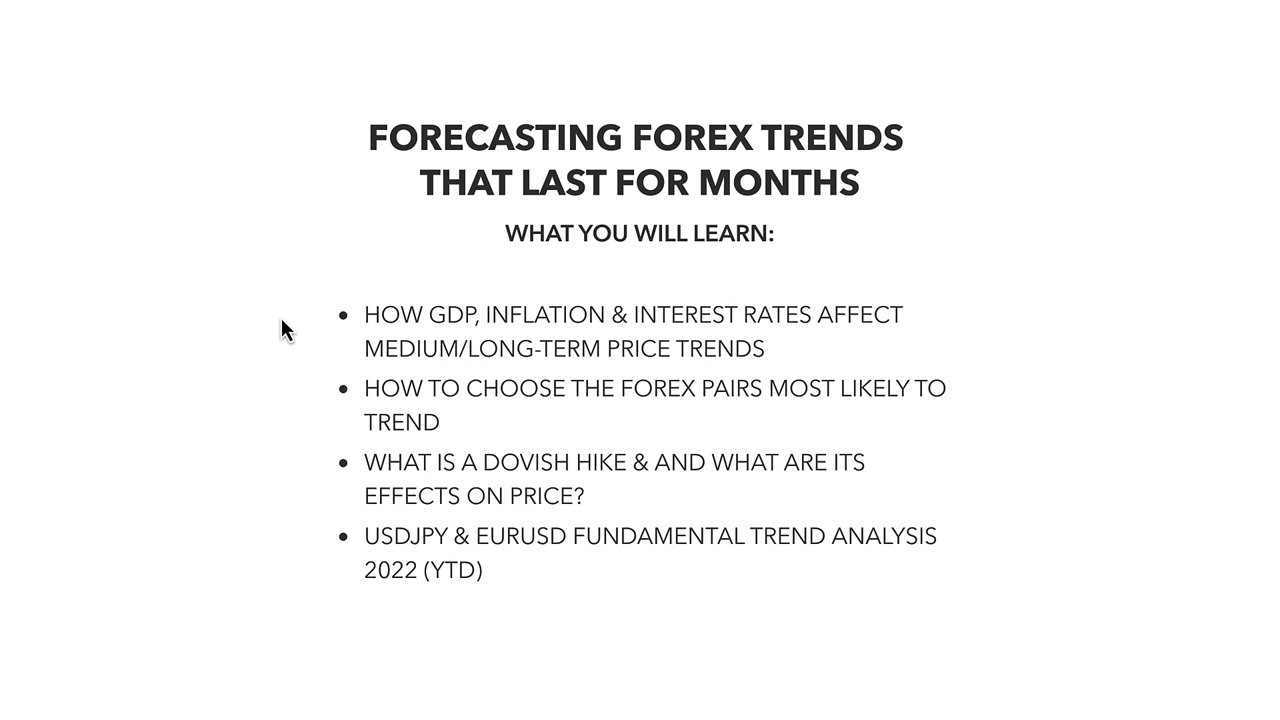 FORECASTING FOREX TRENDS
THAT LAST FOR MONTHS
WHAT YOU WILL LEARN:
• HOW GDP, INFLATION & INTEREST RATES AFFECT
MEDIUM/LONG-TERM PRICE TRENDS
• HOW TO CHOOSE THE FOREX PAIRS MOST LIKELY TO
TREND
• WHAT IS A DOVISH HIKE & AND WHAT ARE ITS
EFFECTS ON PRICE?
• USDJPY & EURUSD FUNDAMENTAL TREND ANALYSIS
2022 (YTD)